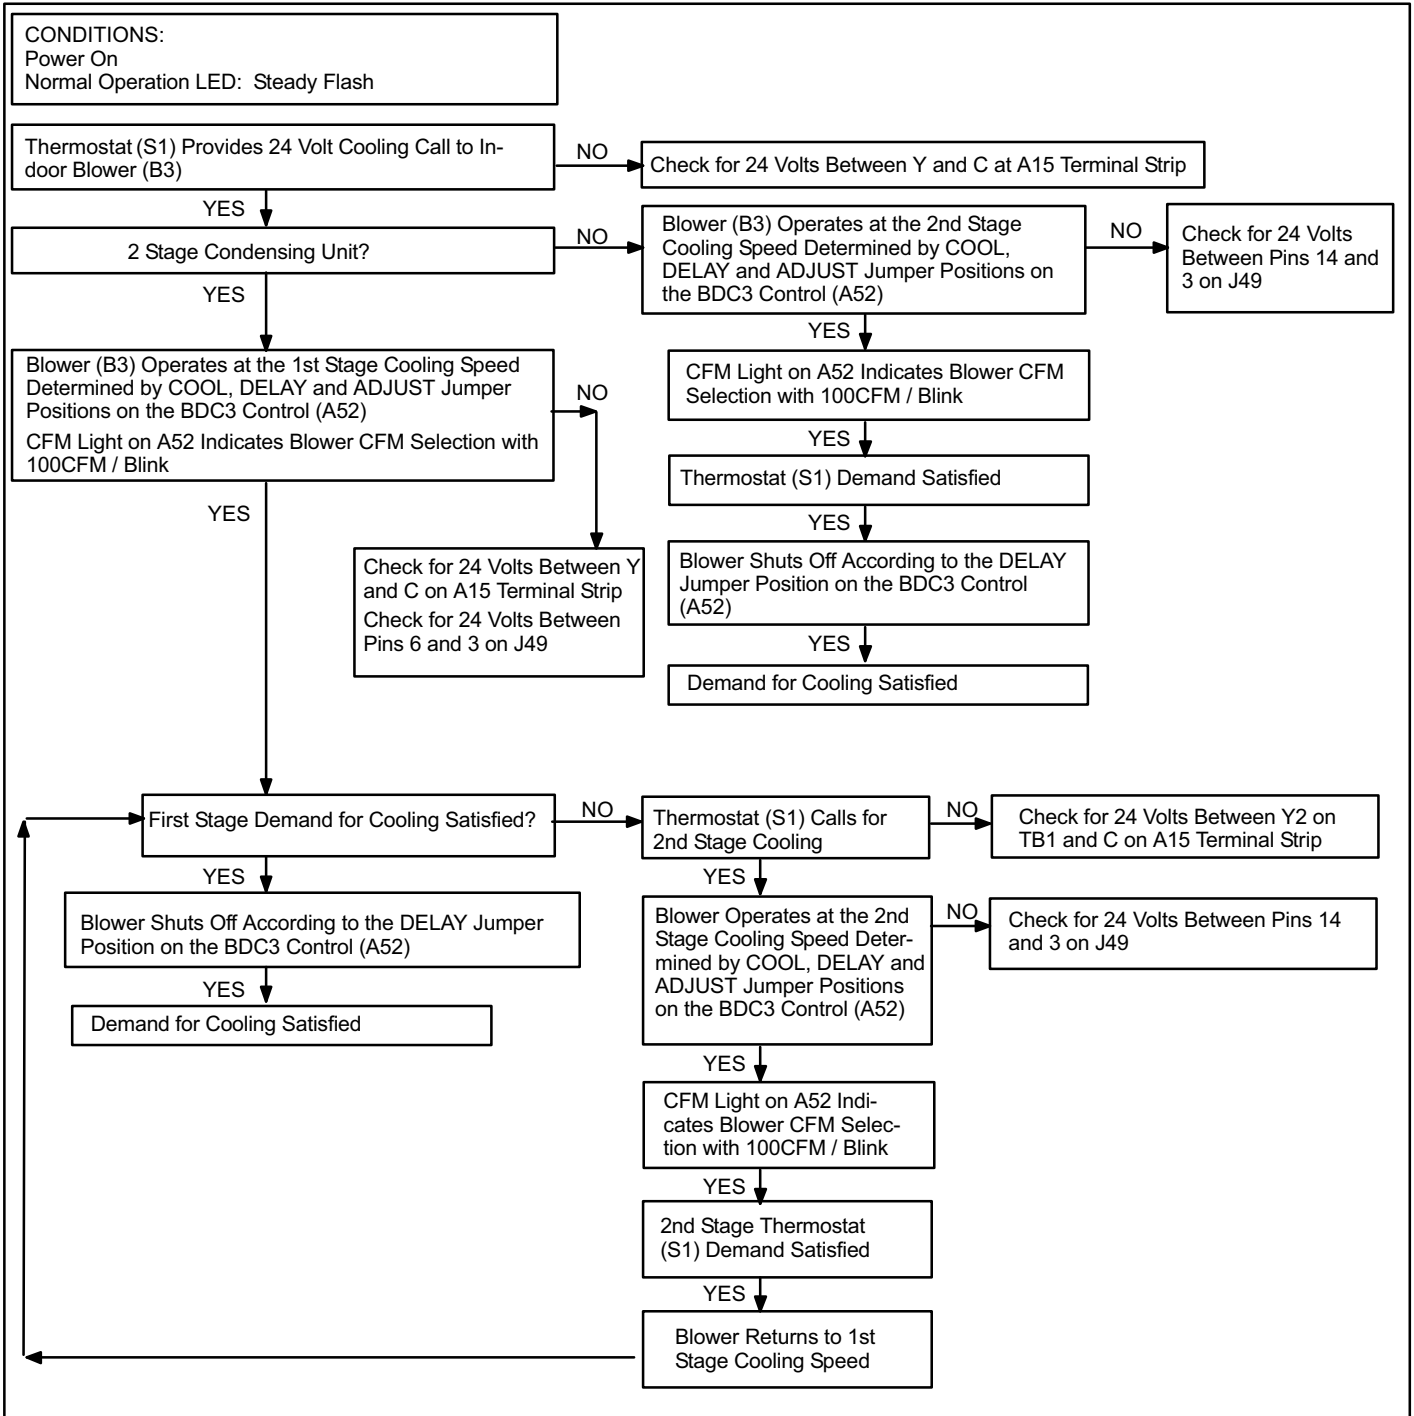 CONDITIONS:
Power On
Normal Operation LED: Steady Flash
Thermostat (S1) Provides 24 Volt Cooling Call to In-
door Blower (B3)
NO
Check for 24 Volts Between Y and C at A15 Terminal Strip
YES
2 Stage Condensing Unit?
NO
Blower (B3) Operates at the 2nd Stage
Cooling Speed Determined by COOL,
DELAY and ADJUST Jumper Positions on
the BDC3 Control (A52)
NO
Check for 24 Volts
Between Pins 14 and
3 on J49
YES
YES
Blower (B3) Operates at the 1st Stage Cooling Speed
Determined by COOL, DELAY and ADJUST Jumper
Positions on the BDC3 Control (A52)
CFM Light on A52 Indicates Blower CFM Selection with
100CFM / Blink
NO
CFM Light on A52 Indicates Blower CFM
Selection with 100CFM / Blink
YES
Thermostat (S1) Demand Satisfied
YES
YES
Check for 24 Volts Between Y
and C on A15 Terminal Strip
Check for 24 Volts Between
Pins 6 and 3 on J49
Blower Shuts Off According to the DELAY
Jumper Position on the BDC3 Control
(A52)
YES
Demand for Cooling Satisfied
First Stage Demand for Cooling Satisfied?
NO
Thermostat (S1) Calls for
2nd Stage Cooling
NO
Check for 24 Volts Between Y2 on
TB1 and C on A15 Terminal Strip
YES
YES
Blower Shuts Off According to the DELAY Jumper
Position on the BDC3 Control (A52)
Blower Operates at the 2nd
Stage Cooling Speed Deter-
mined by COOL, DELAY and
ADJUST Jumper Positions
on the BDC3 Control (A52)
NO
Check for 24 Volts Between Pins 14
and 3 on J49
YES
Demand for Cooling Satisfied
YES
CFM Light on A52 Indi-
cates Blower CFM Selec-
tion with 100CFM / Blink
YES
2nd Stage Thermostat
(S1) Demand Satisfied
YES
Blower Returns to 1st
Stage Cooling Speed